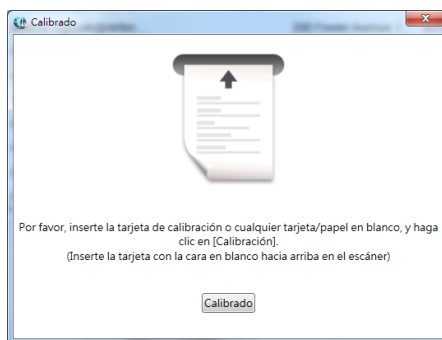 Calibrado
Por favor, inserte la tarjeta de calibración o cualquier tarjeta/papel en blanco, y haga
clic en [Calibración].
(Inserte la tarjeta con la cara en blanco hacia arriba en el escáner)
Calibrado